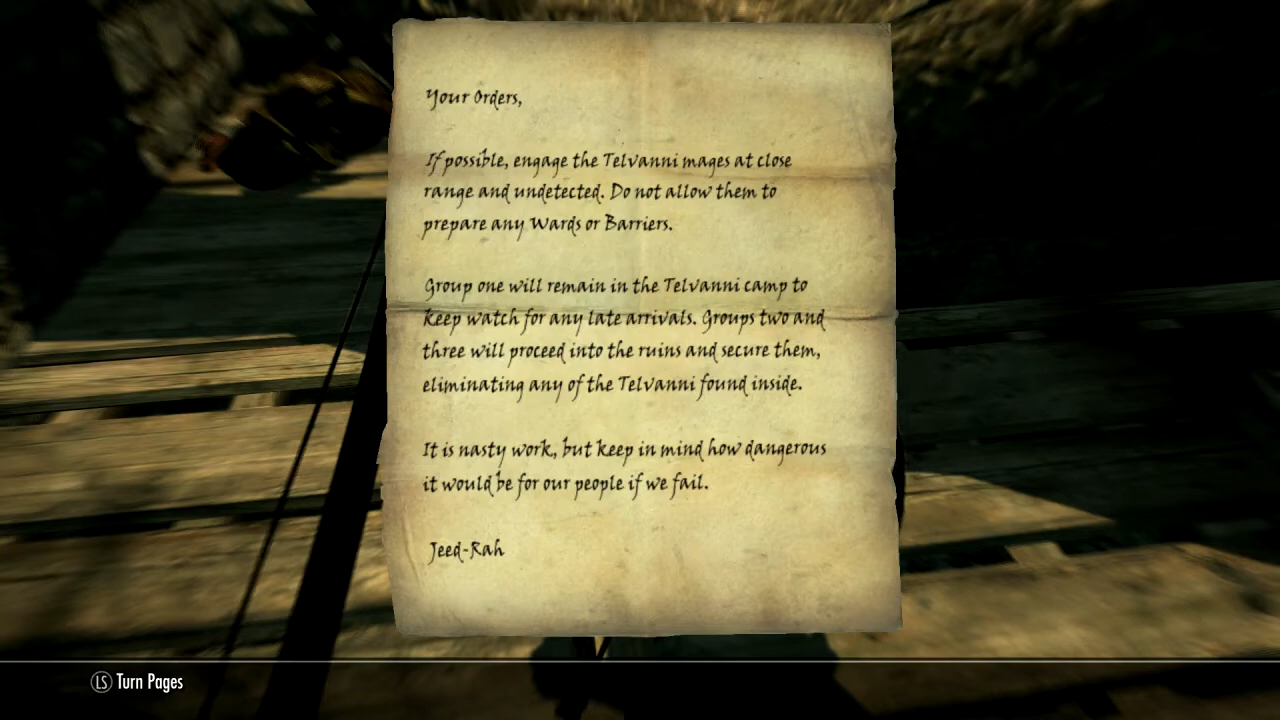 Your Orders,
If possible, engage the Telvanni mages at close
range and undetected. Do not allow them to
prepare any Wards or Barriers.
Group one will remain in the Telvanni camp to
keep watch for any late arrivals. Groups two and
three will proceed into the ruins and secure them,
eliminating any of the Telvanni found inside.
It is nasty work, but keep in mind how dangerous
it would be for our people if we fail.
Jeed-Rah
LS Turn Pages